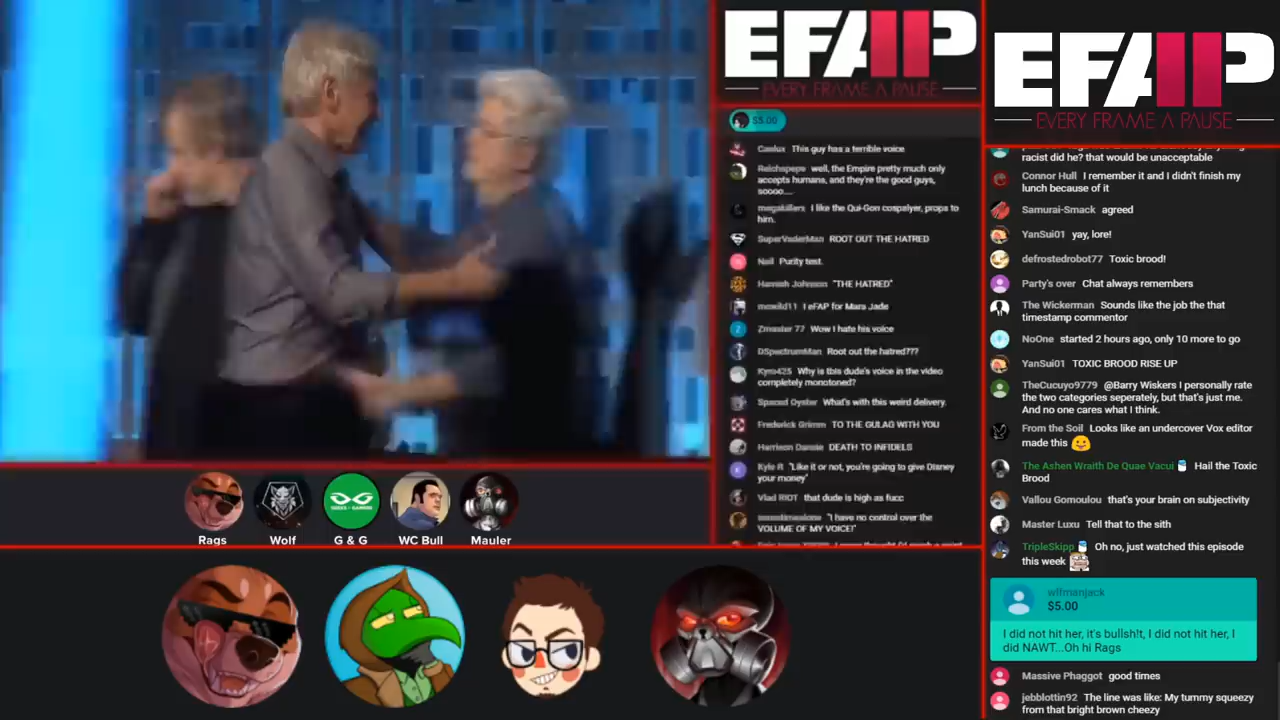 EFAP
EVERY FRAME A PAUSE
$5.00
This guy has a terrible voice
Reichspepe well, the Empire pretty much only
accepts humans, and they're the good guys,
soooo....
megakillerx I like the Qui-Gon cospalyer, props to
him.
SuperVaderMan ROOT OUT THE HATRED
Nail Purity test.
Hannah Johnson "THE HATRED"
mowild11 I eFAP for Mara Jade
Zmaster 77 Wow I hate his voice
DSpectrumMan Root out the hatred???
Kyro425 Why is this dude's voice in the video
completely monotoned?
Spaced Oyster What's with this weird delivery.
Frederick Grimm TO THE GULAG WITH YOU
Harrison Dansie DEATH TO INFIDELS
Kyle R "Like it or not, you're going to give Disney
your money"
Vlad RIOT that dude is high as fucc
"I have no control over the
VOLUME OF MY VOICE!"
Rags
Wolf
GEEKS + GAMERS
G & G
WC Bull
Mauler
EFAP
EVERY FRAME A PAUSE
racist did he? that would be unacceptable
Connor Hull I remember it and I didn't finish my
lunch because of it
Samurai-Smack agreed
YanSui01 yay, lore!
defrostedrobot77 Toxic brood!
Party's over Chat always remembers
The Wickerman Sounds like the job the that
timestamp commentor
NoOne started 2 hours ago, only 10 more to go
YanSui01 TOXIC BROOD RISE UP
TheCucuyo9779 @Barry Wiskers I personally rate
the two categories seperately, but that's just me.
And no one cares what I think.
From the Soil Looks like an undercover Vox editor
made this
The Ashen Wraith De Quae Vacui Hail the Toxic
Brood
Vallou Gomoulou that's your brain on subjectivity
Master Luxu Tell that to the sith
TripleSkipp Oh no, just watched this episode
this week
wlfmanjack
$5.00
I did not hit her, it's bullsh!t, I did not hit her, I
did NAWT...Oh hi Rags
Massive Phaggot good times
jebblottin92 The line was like: My tummy squeezy
from that bright brown cheezy